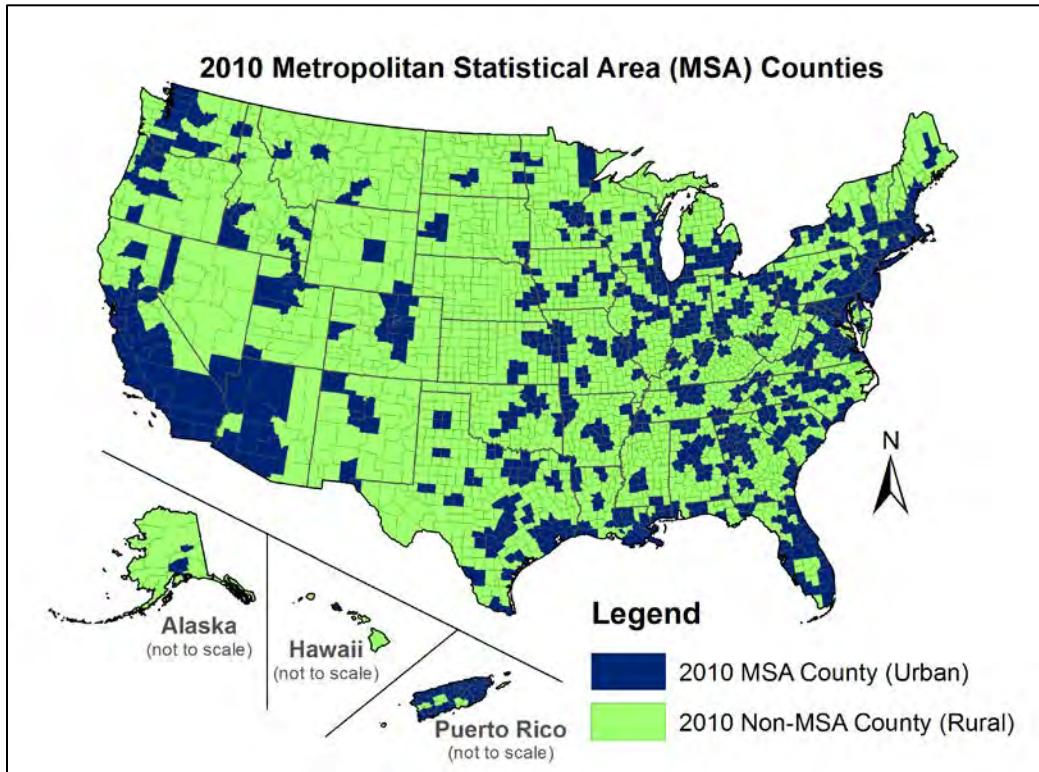 2010 Metropolitan Statistical Area (MSA) Counties
N
Alaska
(not to scale)
Hawaii
(not to scale)
Puerto Rico
(not to scale)
Legend
2010 MSA County (Urban)
2010 Non-MSA County (Rural)